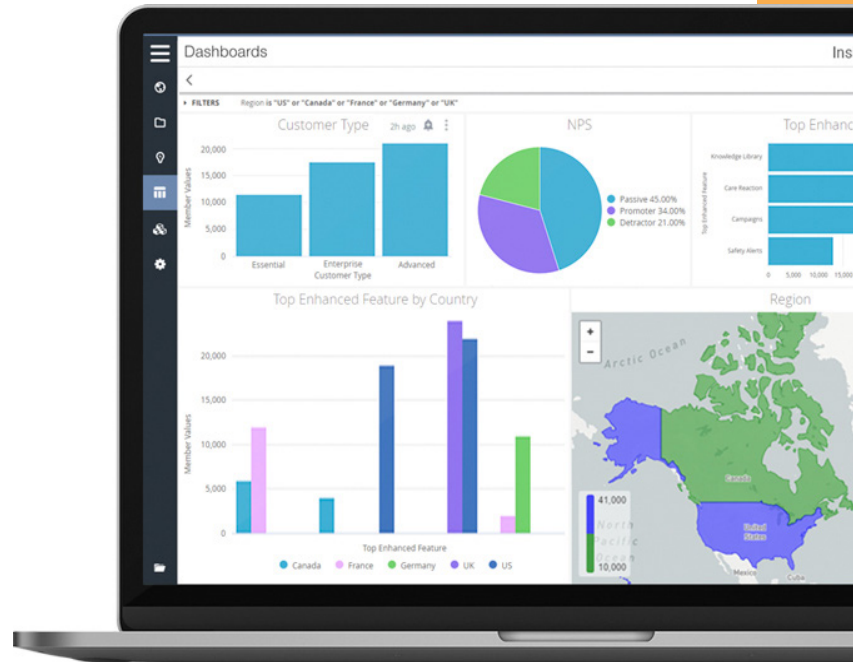 Dashboards
Ins
FILTERS Region is "US" or "Canada" or "France" or "Germany" or "UK"
Customer Type 2h ago
Member Values
20,000
15,000
10,000
5,000
0
Essential Enterprise Advanced
Customer Type
NPS
Passive 45.00%
Promoter 34.00%
Detractor 21.00%
Top Enhanc
Top Enhanced Feature
Knowledge Library
Care Reaction
Campaigns
Safety Alerts
0 5,000 10,000 15,000
Top Enhanced Feature by Country
Member Values
20,000
15,000
10,000
5,000
0
Top Enhanced Feature
Canada France Germany UK US
Region
+
-
Arctic Ocean
Canada
United
States
Mexico
Cuba
41,000
North
Pacific
Ocean
10,000